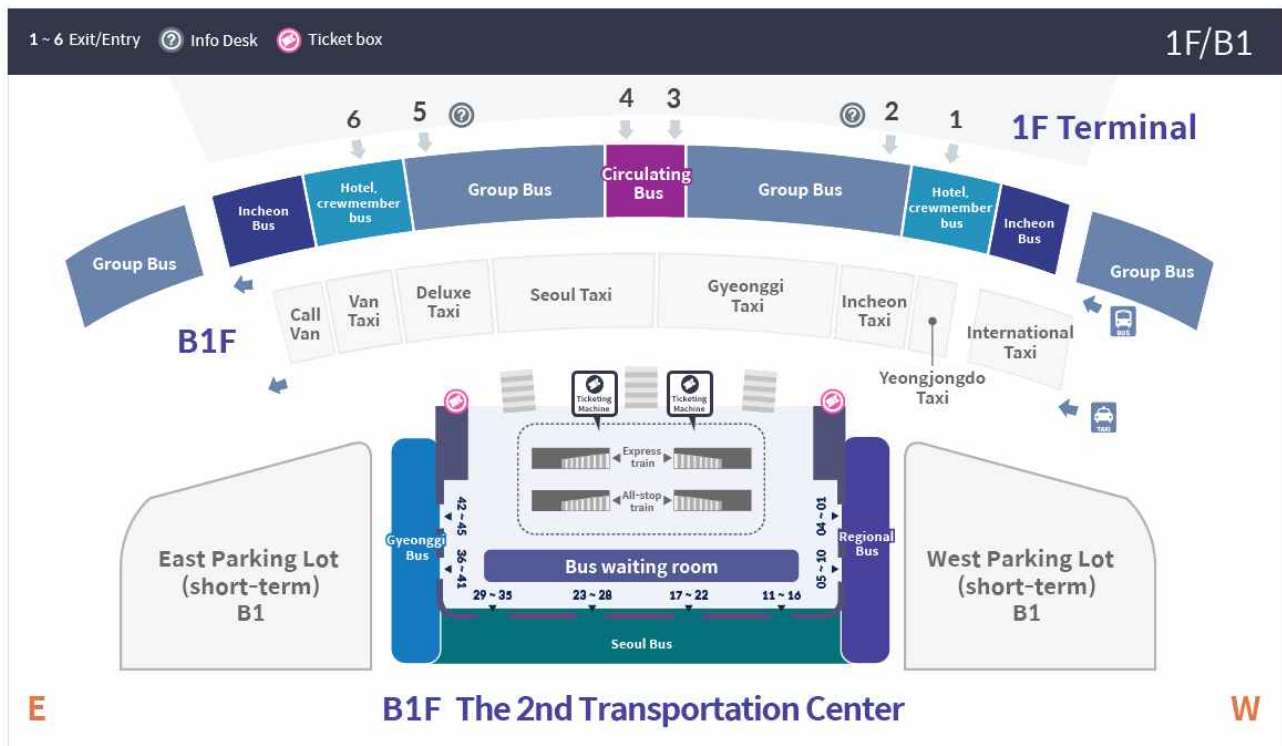 1 ~ 6 Exit/Entry
Info Desk
Ticket box
1F/B1
6
5
4
3
2
1
1F Terminal
Group Bus
Incheon
Bus
Hotel,
crewmember
bus
Group Bus
Circulating
Bus
Group Bus
Hotel,
crewmember
bus
Incheon
Bus
Group Bus
BUS
B1F
Call
Van
Van
Taxi
Deluxe
Taxi
Seoul Taxi
Gyeonggi
Taxi
Incheon
Taxi
Yeongjongdo
Taxi
International
Taxi
TAXI
Ticketing
Machine
Ticketing
Machine
Express
train
All-stop
train
42 ~ 45
36 ~ 41
04 ~ 01
05 ~ 10
Gyeonggi
Bus
Regional
Bus
Bus waiting room
29 ~ 35
23 ~ 28
17 ~ 22
11 ~ 16
Seoul Bus
East Parking Lot
(short-term)
B1
West Parking Lot
(short-term)
B1
E
B1F The 2nd Transportation Center
W